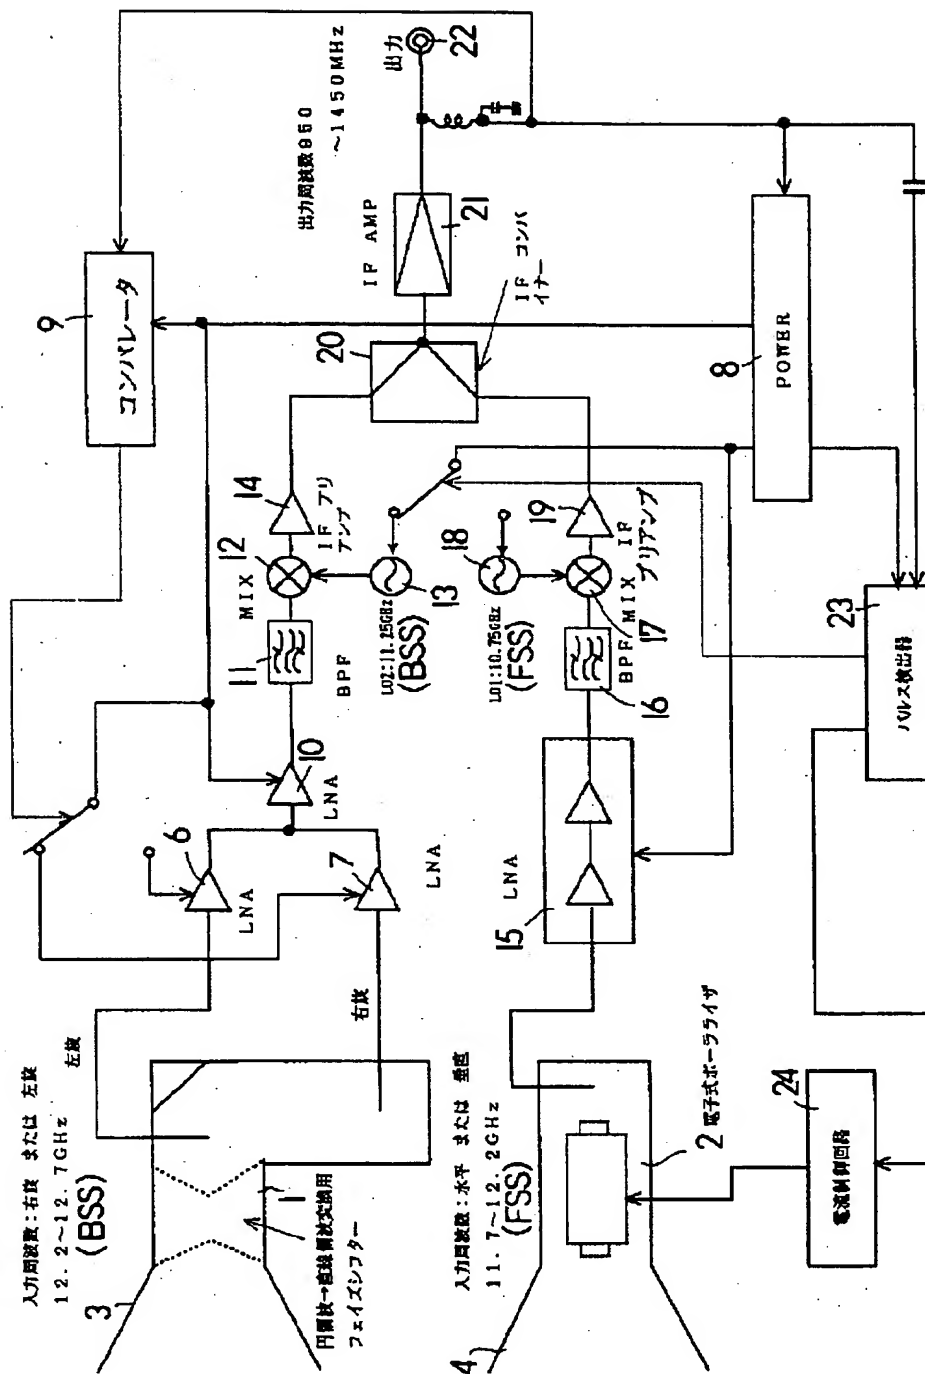 入力周波数：右旋 または 左旋
12.2〜12.7GHz
(BSS)
3
左旋
右旋
1
円偏波→直線偏波変換用
フェイズシフター
LNA
6
7
LNA
10
LNA
11
BPF
MIX
12
14
IF プリ
アンプ
9
コンパレータ
13
LO2:11.25GHz
(BSS)
18
LO1:10.75GHz
(FSS)
20
IF コンバ
イナー
IF AMP
21
出力周波数950
〜1450MHz
出力
22
入力周波数：水平 または 垂直
11.7〜12.2GHz
(FSS)
4
2 電子式ポーライザ
15
LNA
16
BPF
MIX
17
19
IF
プリアンプ
8
POWER
23
パルス検出器
24
電流制御回路